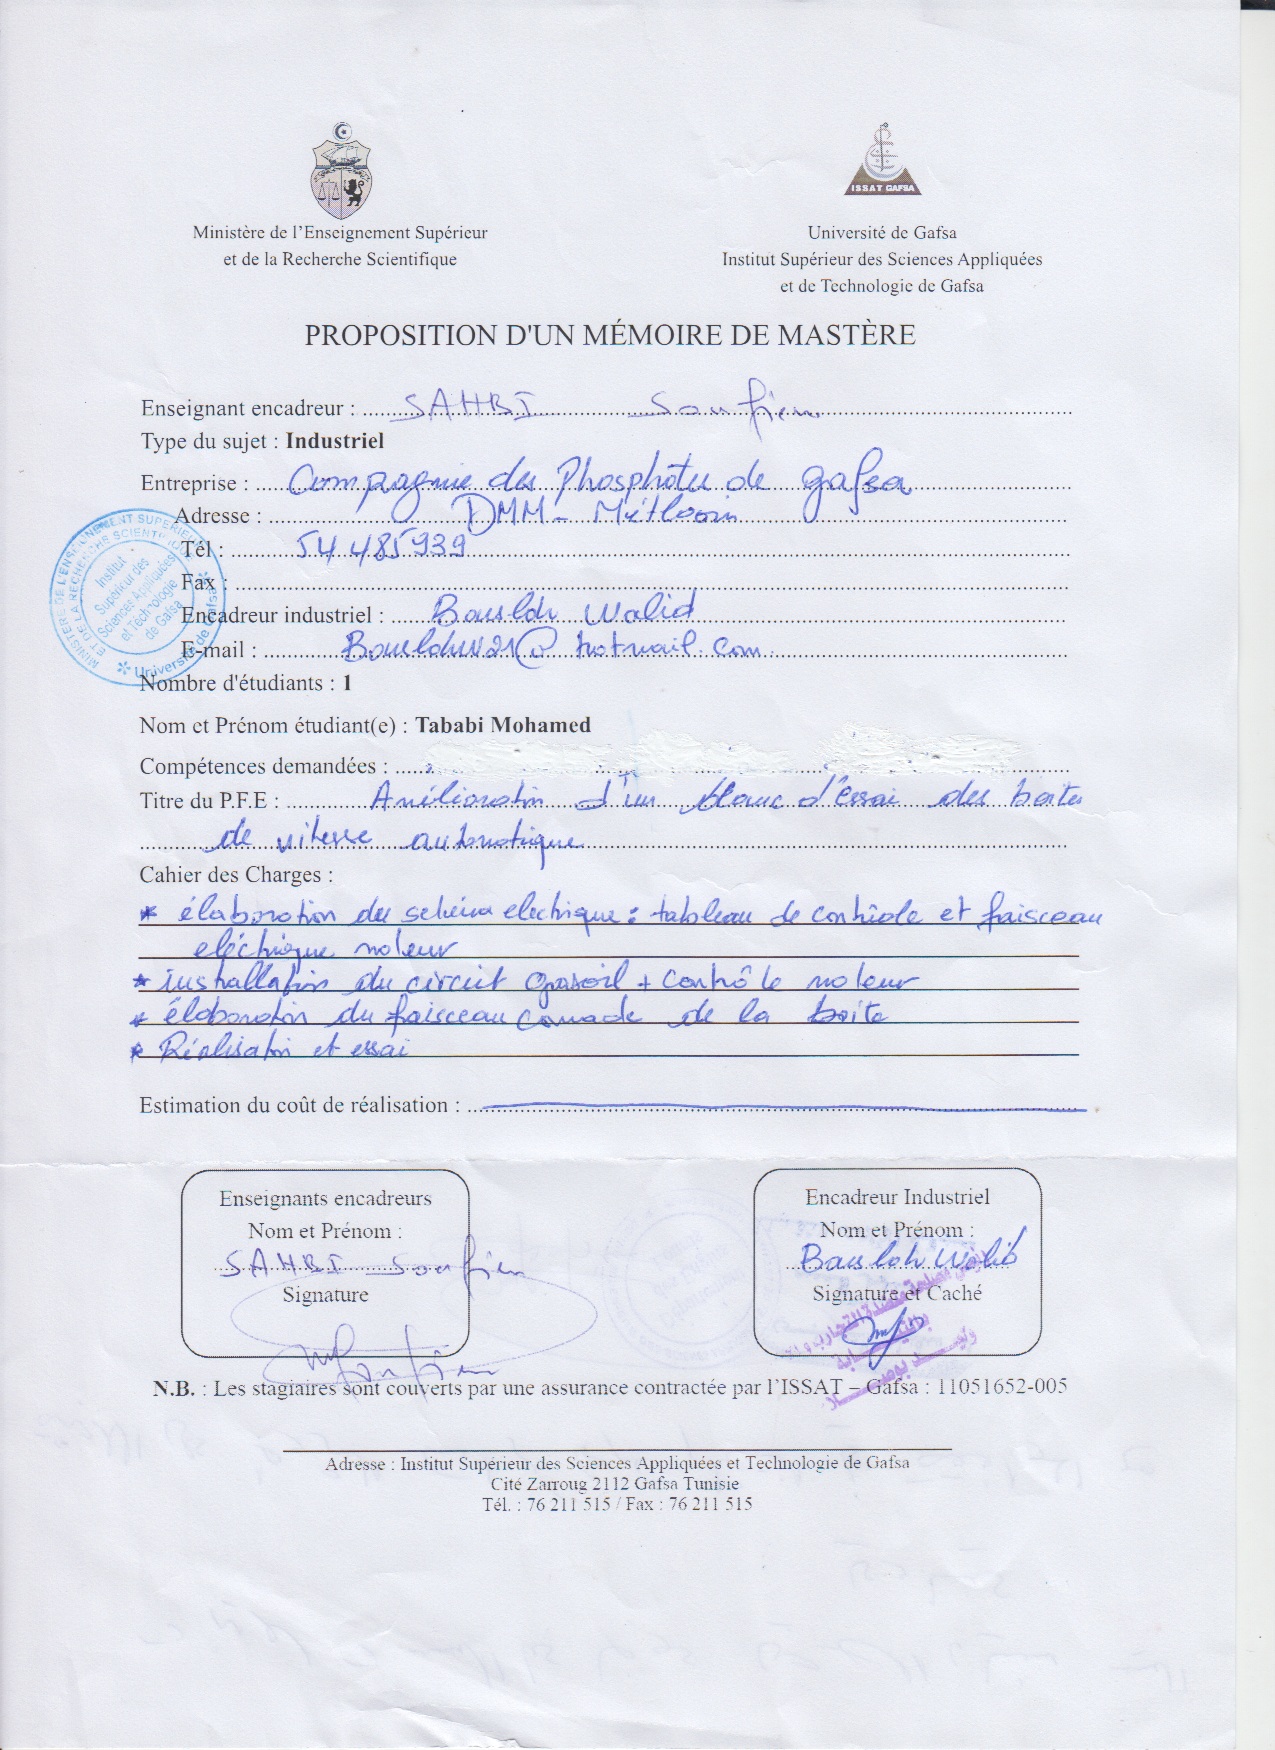 ISSAT GAFSA
Ministère de l'Enseignement Supérieur
et de la Recherche Scientifique
Université de Gafsa
Institut Supérieur des Sciences Appliquées
et de Technologie de Gafsa
PROPOSITION D'UN MÉMOIRE DE MASTÈRE
Enseignant encadreur : SAHBI Soufien
Type du sujet : Industriel
Entreprise : Compagnie des Phosphates de gafsa
Adresse : DMM - Métlaoui
Tél : 54 485 939
Fax :
Encadreur industriel : Walid
E-mail : @ hotmail.com
MINISTÈRE DE L'ENSEIGNEMENT SUPÉRIEUR
ET DE LA RECHERCHE SCIENTIFIQUE
Institut
Supérieur des
Sciences Appliquées
et Technologie
de Gafsa
Université de Gafsa
Nombre d'étudiants : 1
Nom et Prénom étudiant(e) : Tababi Mohamed
Compétences demandées :
Titre du P.F.E : Amélioration d'un banc d'éssai des boites
de vitesse automatique
Cahier des Charges :
* élaboration du schéma electrique : tableau de contrôle et faisceau
eléctrique moteur
* installation du circuit gasoil + contrôle moteur
* élaboration du faisceau comade de la boite
* Réalisation et essai
Estimation du coût de réalisation :
Enseignants encadreurs
Nom et Prénom :
SAHBI Soufien
Signature
Encadreur Industriel
Nom et Prénom :
Walid
Signature et Caché
N.B. : Les stagiaires sont couverts par une assurance contractée par l'ISSAT – Gafsa : 11051652-005
Adresse : Institut Supérieur des Sciences Appliquées et Technologie de Gafsa
Cité Zarroug 2112 Gafsa Tunisie
Tél. : 76 211 515 / Fax : 76 211 515